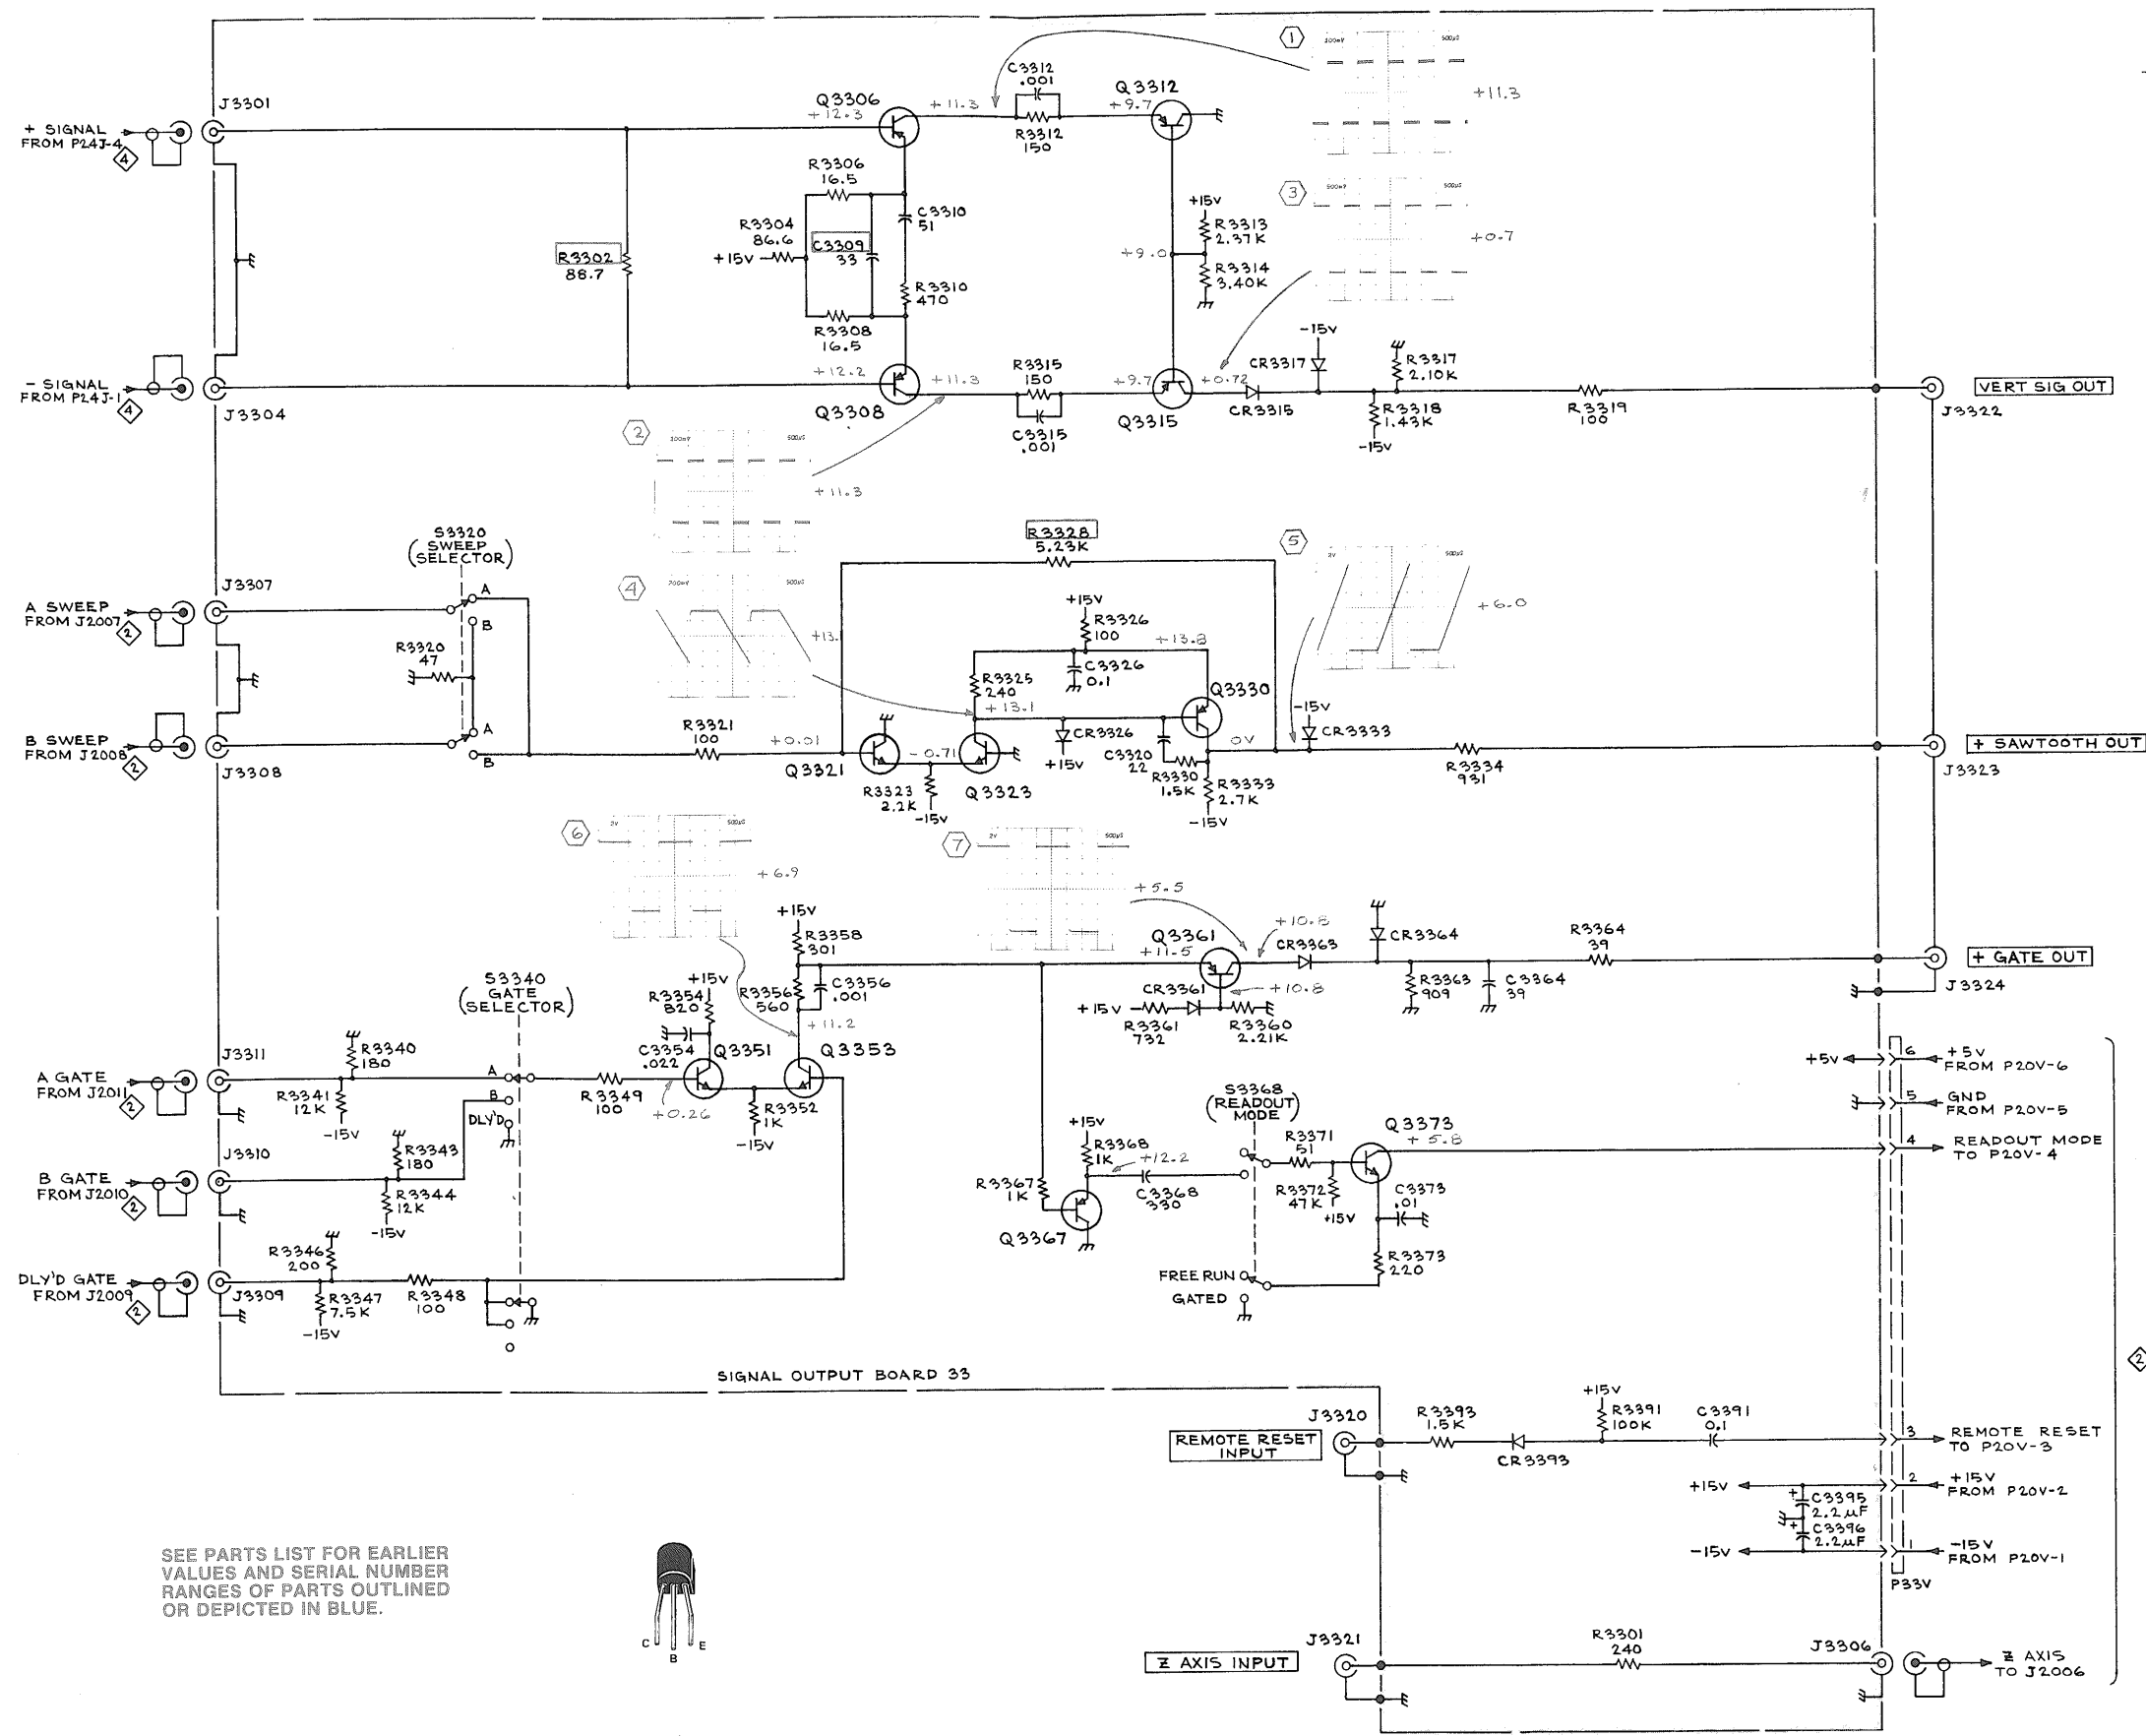 J3301
+ SIGNAL
FROM P24J-4
4
Q3306
+12.3
+11.3
C3312
.001
R3312
150
+9.7
Q3312
1
200mV
500µS
+11.3
R3306
16.5
R3304
86.6
+15V
C3309
33
C3310
51
R3310
470
R3308
16.5
R3302
88.7
+15V
R3313
2.37K
+9.0
R3314
3.40K
3
500mV
500µS
+0.7
- SIGNAL
FROM P24J-1
4
J3304
+12.2
Q3308
+11.3
R3315
150
C3315
.001
+9.7
Q3315
+0.72
CR3315
-15V
CR3317
R3317
2.10K
R3318
1.43K
-15V
R3319
100
VERT SIG OUT
J3322
2
500µS
+11.3
S3320
(SWEEP
SELECTOR)
J3307
A SWEEP
FROM J2007
2
A
B
R3320
47
A
B
B SWEEP
FROM J2008
2
J3308
4
500µS
+13.1
R3328
5.23K
5
2V
500µS
+6.0
+15V
R3326
100
+13.8
C3326
0.1
R3325
240
+13.1
Q3330
R3321
100
+0.01
Q3321
-0.71
R3323
2.2K
-15V
Q3323
CR3326
+15V
C3320
22
R3330
1.5K
0V
R3333
2.7K
-15V
-15V
CR3333
R3334
931
+ SAWTOOTH OUT
J3323
6
2V
500µS
+6.9
7
2V
500µS
+5.5
+15V
R3358
301
R3356
560
C3356
.001
+11.2
Q3361
+11.5
+10.8
CR3363
CR3364
R3363
909
C3364
39
R3364
39
+ GATE OUT
J3324
CR3361
+15V
R3361
732
+10.8
R3360
2.21K
S3340
(GATE
SELECTOR)
+15V
R3354
820
C3354
.022
Q3351
Q3353
J3311
A GATE
FROM J2011
2
R3340
180
R3341
12K
-15V
A
B
DLY'D
R3349
100
+0.26
R3352
1K
-15V
J3310
B GATE
FROM J2010
2
R3343
180
R3344
12K
-15V
DLY'D GATE
FROM J2009
2
J3309
R3346
200
R3347
7.5K
-15V
R3348
100
+15V
R3368
1K
+12.2
R3367
1K
Q3367
C3368
330
S3368
(READOUT
MODE)
R3371
51
R3372
47K
+15V
Q3373
+5.8
C3373
.01
R3373
220
FREE RUN
GATED
+5V
6
+5V
FROM P20V-6
5
GND
FROM P20V-5
4
READOUT MODE
TO P20V-4
2
SIGNAL OUTPUT BOARD 33
J3320
REMOTE RESET
INPUT
R3393
1.5K
CR3393
+15V
R3391
100K
C3391
0.1
3
REMOTE RESET
TO P20V-3
+15V
2
+15V
FROM P20V-2
+
C3395
2.2µF
+
C3396
2.2µF
-15V
1
-15V
FROM P20V-1
P33V
J3321
Z AXIS INPUT
R3301
240
J3306
Z AXIS
TO J2006
SEE PARTS LIST FOR EARLIER
VALUES AND SERIAL NUMBER
RANGES OF PARTS OUTLINED
OR DEPICTED IN BLUE.
C
B
E